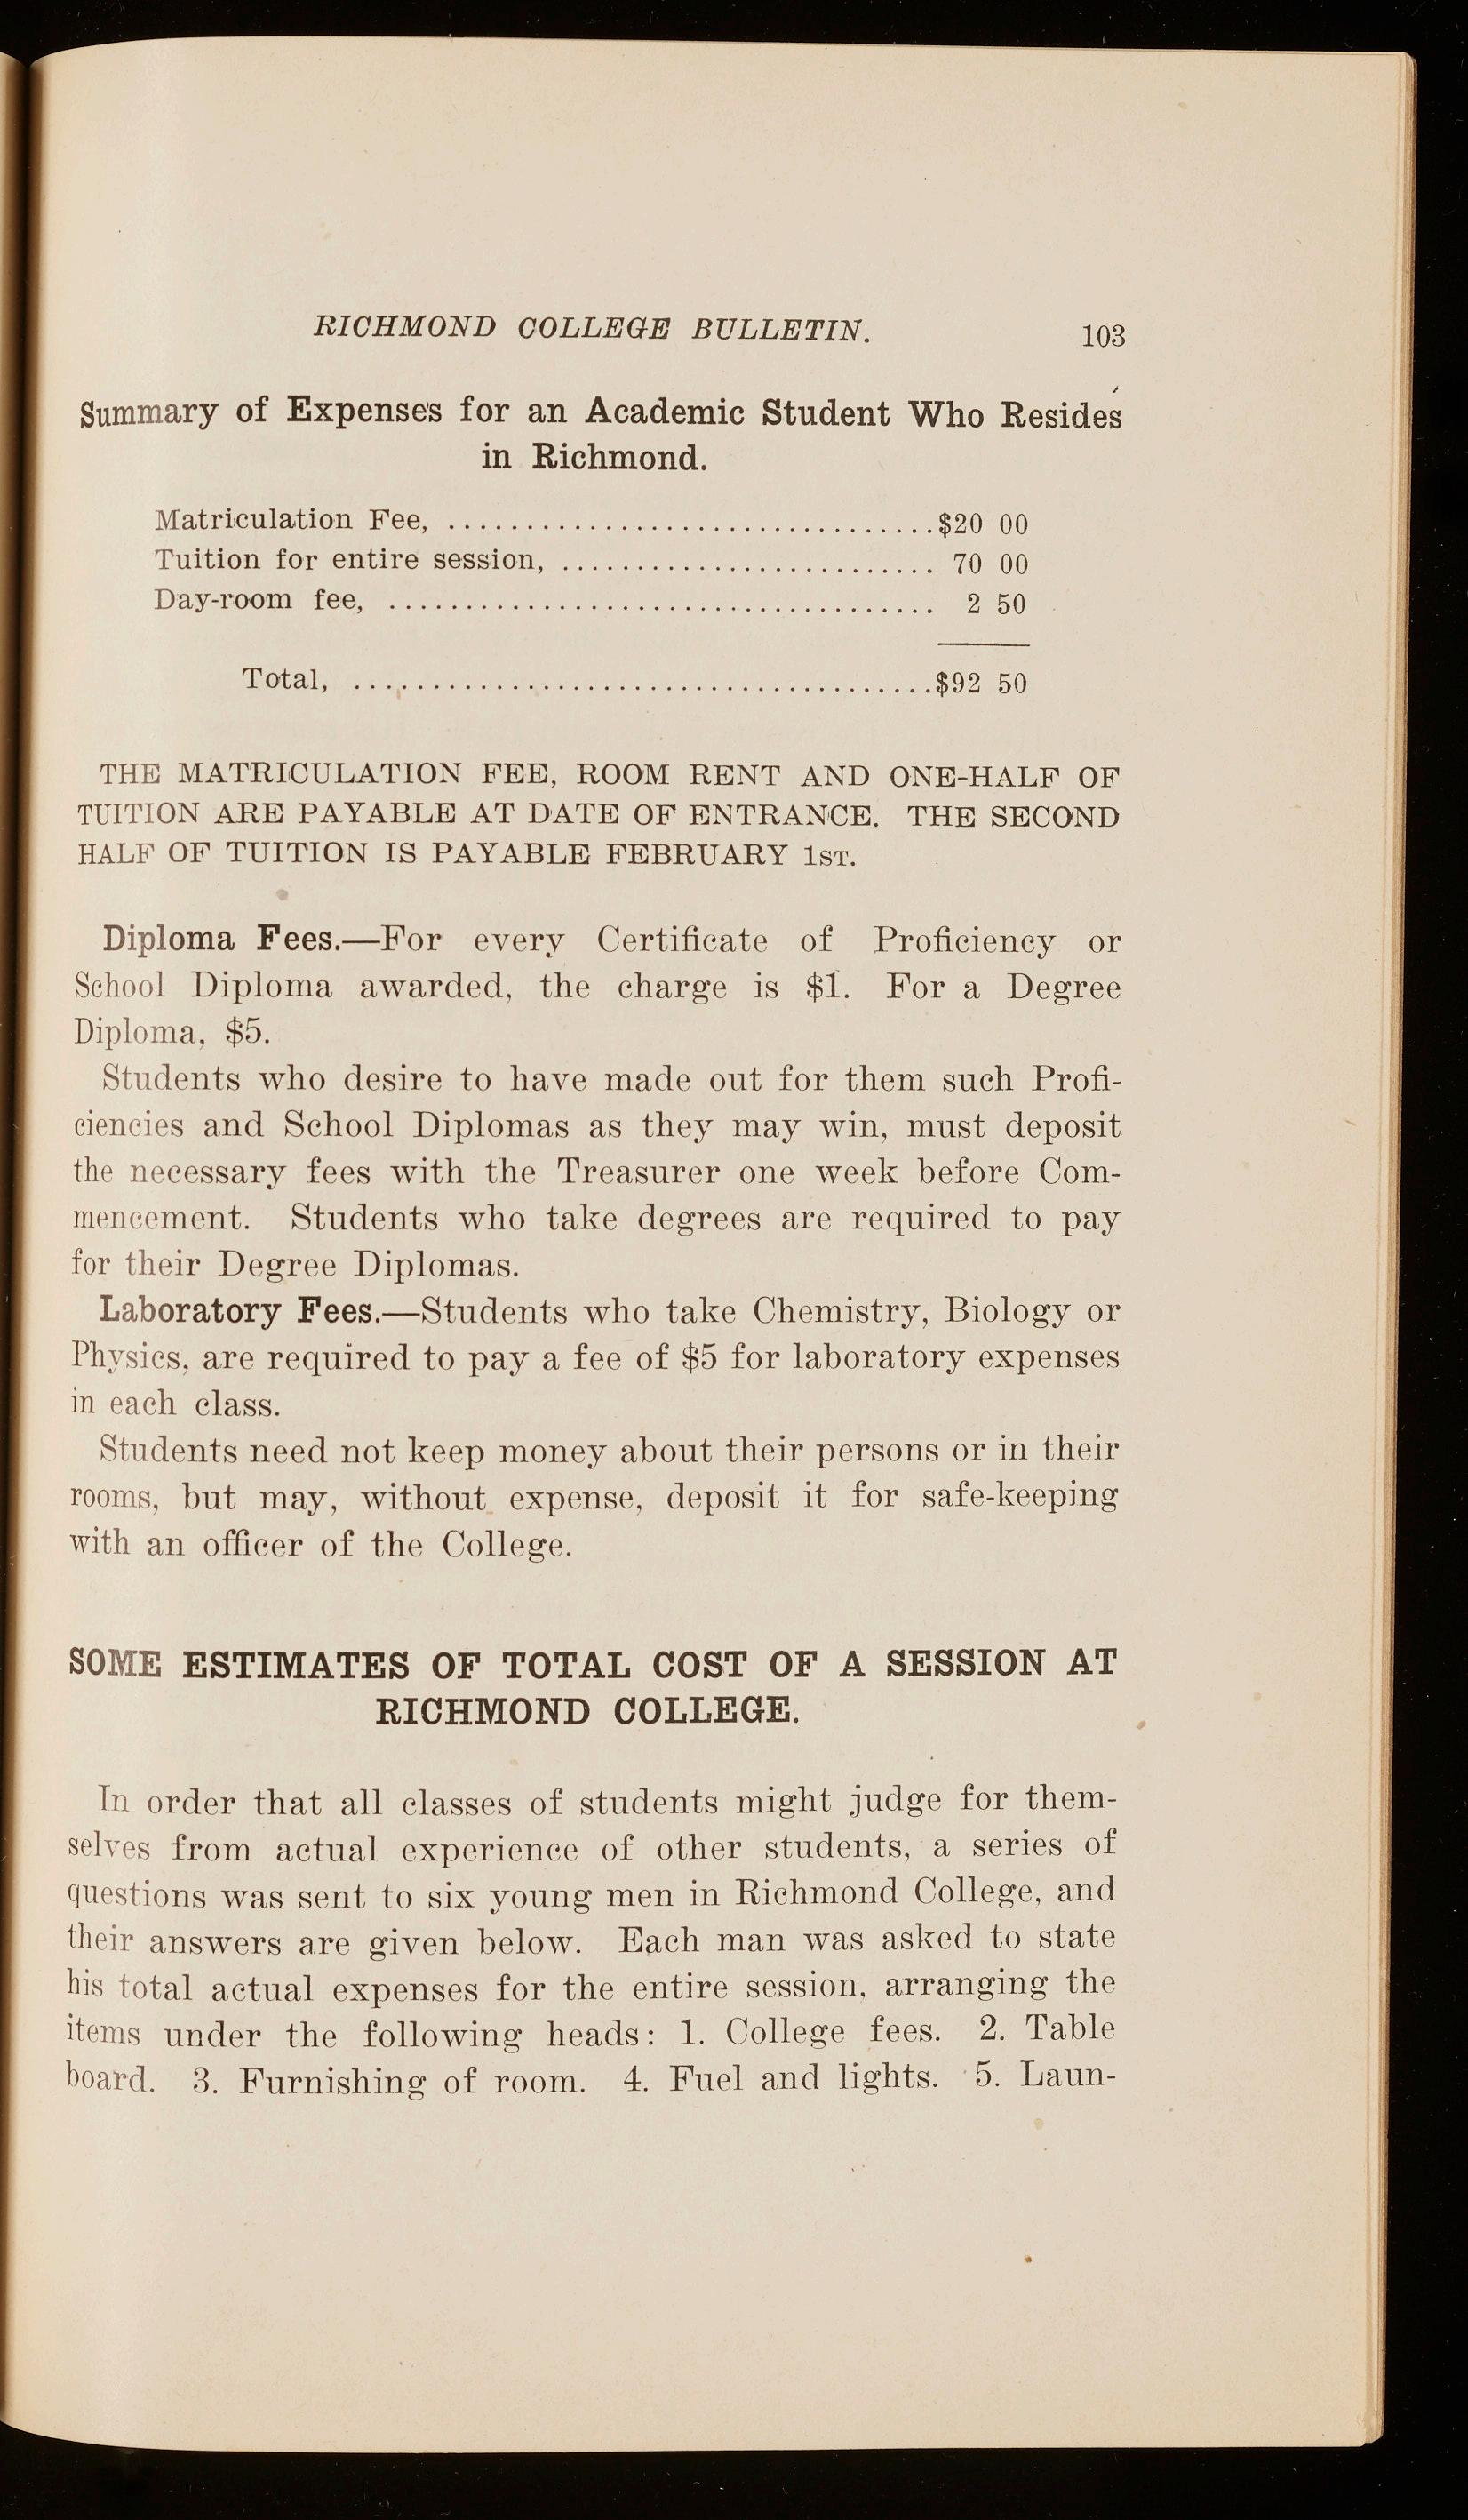 RICHMOND COLLEGE BULLETIN. 103
Summary of Expenses for an Academic Student Who Resides
in Richmond.
Matriculation Fee, ................................$20 00
Tuition for entire session, ........................ 70 00
Day-room fee, ................................... 2 50
Total, .....................................$92 50
THE MATRICULATION FEE, ROOM RENT AND ONE-HALF OF
TUITION ARE PAYABLE AT DATE OF ENTRANCE. THE SECOND
HALF OF TUITION IS PAYABLE FEBRUARY 1ST.
Diploma Fees.—For every Certificate of Proficiency or
School Diploma awarded, the charge is $1. For a Degree
Diploma, $5.
Students who desire to have made out for them such Profi-
ciencies and School Diplomas as they may win, must deposit
the necessary fees with the Treasurer one week before Com-
mencement. Students who take degrees are required to pay
for their Degree Diplomas.
Laboratory Fees.—Students who take Chemistry, Biology or
Physics, are required to pay a fee of $5 for laboratory expenses
in each class.
Students need not keep money about their persons or in their
rooms, but may, without expense, deposit it for safe-keeping
with an officer of the College.
SOME ESTIMATES OF TOTAL COST OF A SESSION AT
RICHMOND COLLEGE.
In order that all classes of students might judge for them-
selves from actual experience of other students, a series of
questions was sent to six young men in Richmond College, and
their answers are given below. Each man was asked to state
his total actual expenses for the entire session, arranging the
items under the following heads: 1. College fees. 2. Table
board. 3. Furnishing of room. 4. Fuel and lights. 5. Laun-